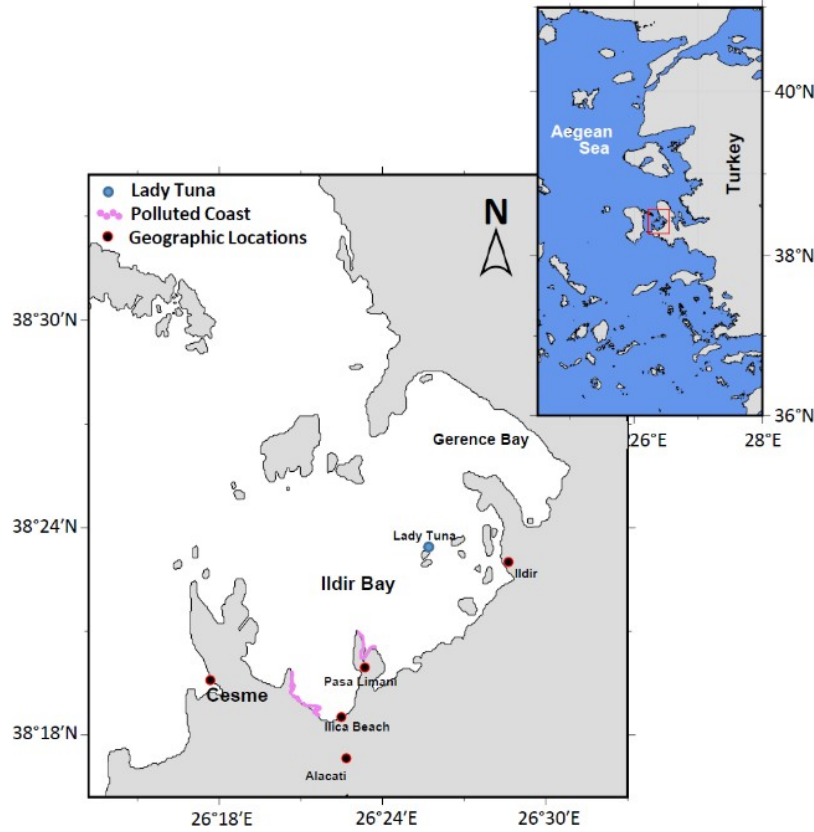 Aegean
Sea
Turkey
40°N
38°N
36°N
26°E
28°E
Lady Tuna
Polluted Coast
Geographic Locations
N
38°30'N
38°24'N
38°18'N
Gerence Bay
Lady Tuna
Ildir
Ildir Bay
Pasa Limani
Cesme
Ilica Beach
Alacati
26°18'E
26°24'E
26°30'E